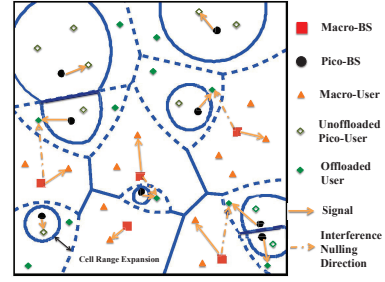 Macro-BS
Pico-BS
Macro-User
Unoffloaded
Pico-User
Offloaded
User
Signal
Interference
Nulling
Direction
Cell Range Expansion